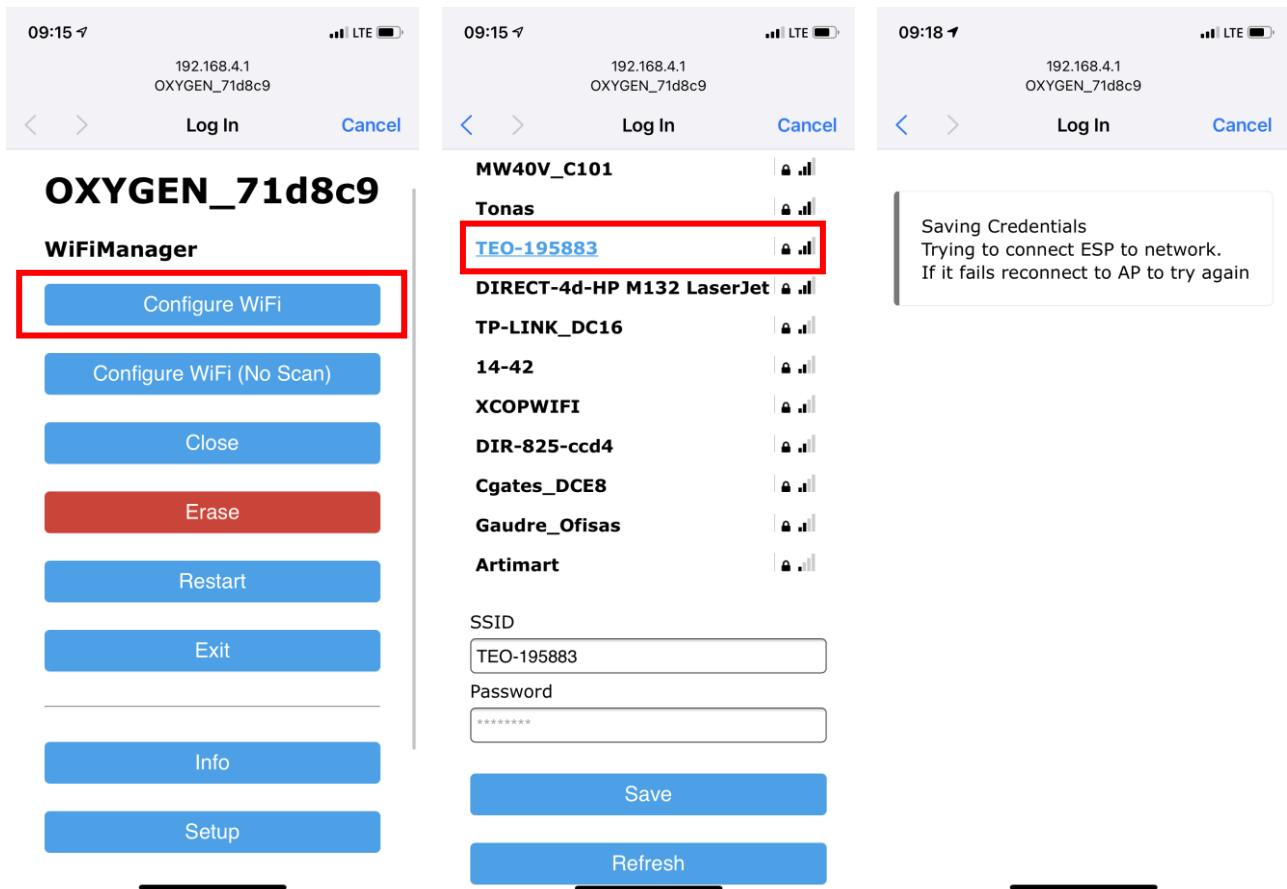 09:15
LTE
192.168.4.1
OXYGEN_71d8c9
Log In
Cancel
OXYGEN_71d8c9
WiFiManager
Configure WiFi
Configure WiFi (No Scan)
Close
Erase
Restart
Exit
Info
Setup
09:15
LTE
192.168.4.1
OXYGEN_71d8c9
Log In
Cancel
MW40V_C101
Tonas
TEO-195883
DIRECT-4d-HP M132 LaserJet
TP-LINK_DC16
14-42
XCOPWIFI
DIR-825-ccd4
Cgates_DCE8
Gaudre_Ofisas
Artimart
SSID
TEO-195883
Password
********
Save
Refresh
09:18
LTE
192.168.4.1
OXYGEN_71d8c9
Log In
Cancel
Saving Credentials
Trying to connect ESP to network.
If it fails reconnect to AP to try again